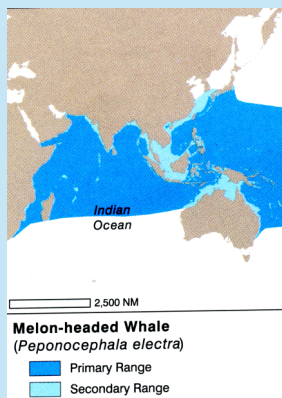 Indian
Ocean
2,500 NM
Melon-headed Whale
(Peponocephala electra)
Primary Range
Secondary Range